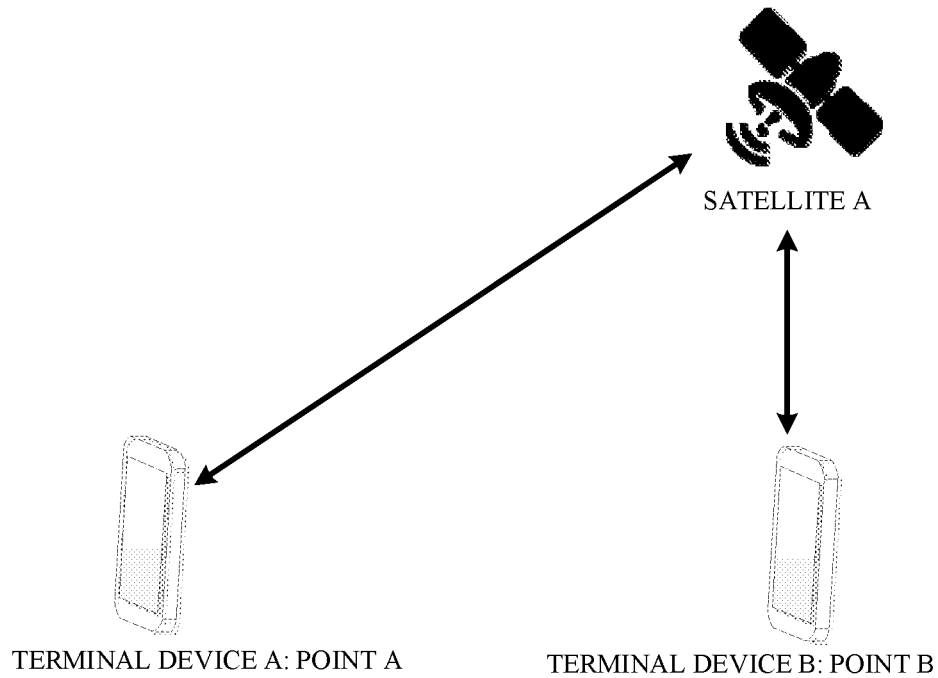 SATELLITE A
TERMINAL DEVICE A: POINT A
TERMINAL DEVICE B: POINT B